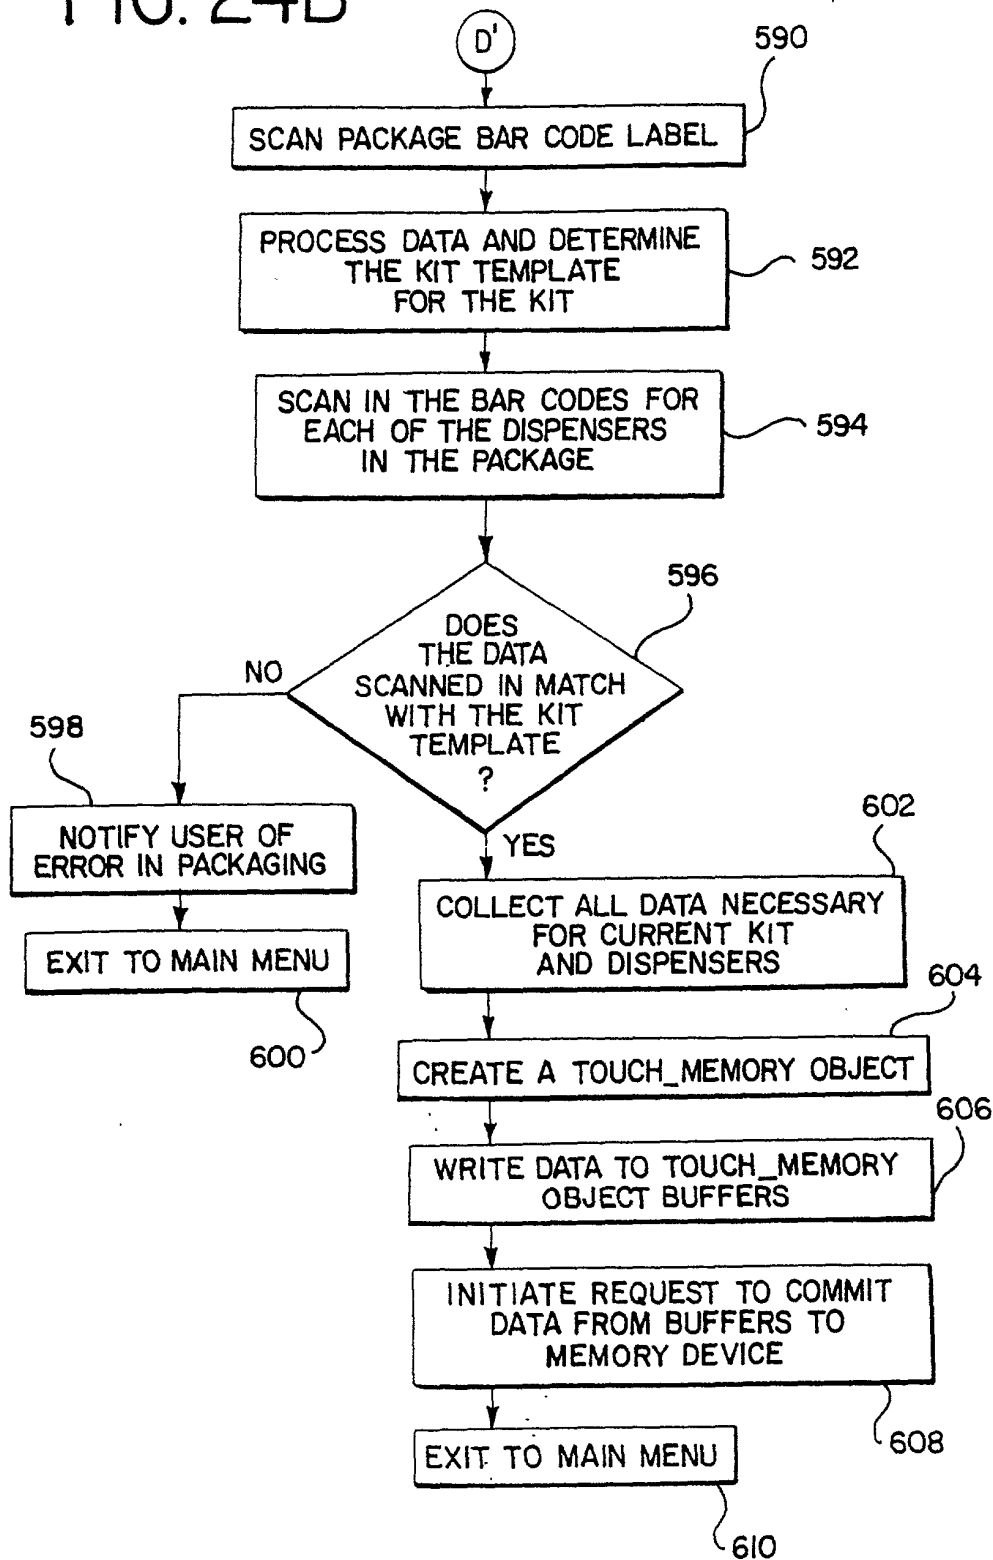 FIG. 24B
D'
590
SCAN PACKAGE BAR CODE LABEL
PROCESS DATA AND DETERMINE
THE KIT TEMPLATE
FOR THE KIT
592
SCAN IN THE BAR CODES FOR
EACH OF THE DISPENSERS
IN THE PACKAGE
594
596
DOES
THE DATA
SCANNED IN MATCH
WITH THE KIT
TEMPLATE
?
NO
598
NOTIFY USER OF
ERROR IN PACKAGING
EXIT TO MAIN MENU
600
YES
602
COLLECT ALL DATA NECESSARY
FOR CURRENT KIT
AND DISPENSERS
604
CREATE A TOUCH_MEMORY OBJECT
606
WRITE DATA TO TOUCH_MEMORY
OBJECT BUFFERS
INITIATE REQUEST TO COMMIT
DATA FROM BUFFERS TO
MEMORY DEVICE
608
EXIT TO MAIN MENU
610